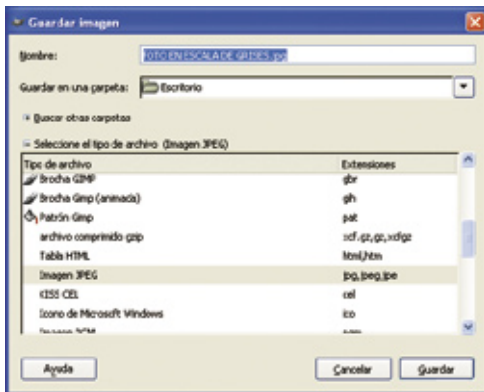 Guardar imagen
Nombre: FOTO EN ESCALA DE GRISES.jpg
Guardar en una carpeta: Escritorio
Buscar otras carpetas
Seleccione el tipo de archivo (Imagen JPEG)
Tipo de archivo Extensiones
Brocha GIMP gbr
Brocha Gimp (animada) gih
Patrón Gimp pat
archivo comprimido gzip xcf.gz,gz,xcfgz
Tabla HTML html,htm
Imagen JPEG jpg,jpeg,jpe
KISS CEL cel
Icono de Microsoft Windows ico
Ayuda Cancelar Guardar